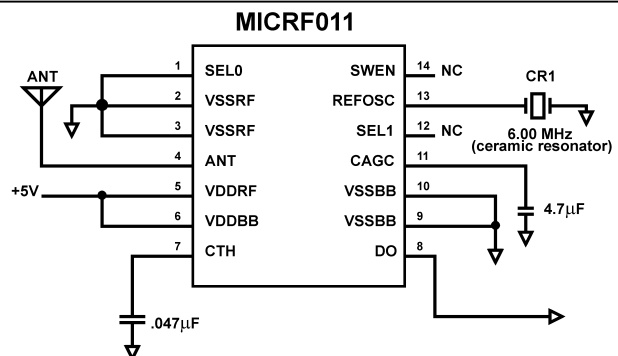 MICRF011
ANT
+5V
1 SEL0
2 VSSRF
3 VSSRF
4 ANT
5 VDDRF
6 VDDBB
7 CTH
.047µF
SWEN 14 NC
REFOSC 13
SEL1 12 NC
CAGC 11
VSSBB 10
VSSBB 9
DO 8
CR1
6.00 MHz
(ceramic resonator)
4.7µF